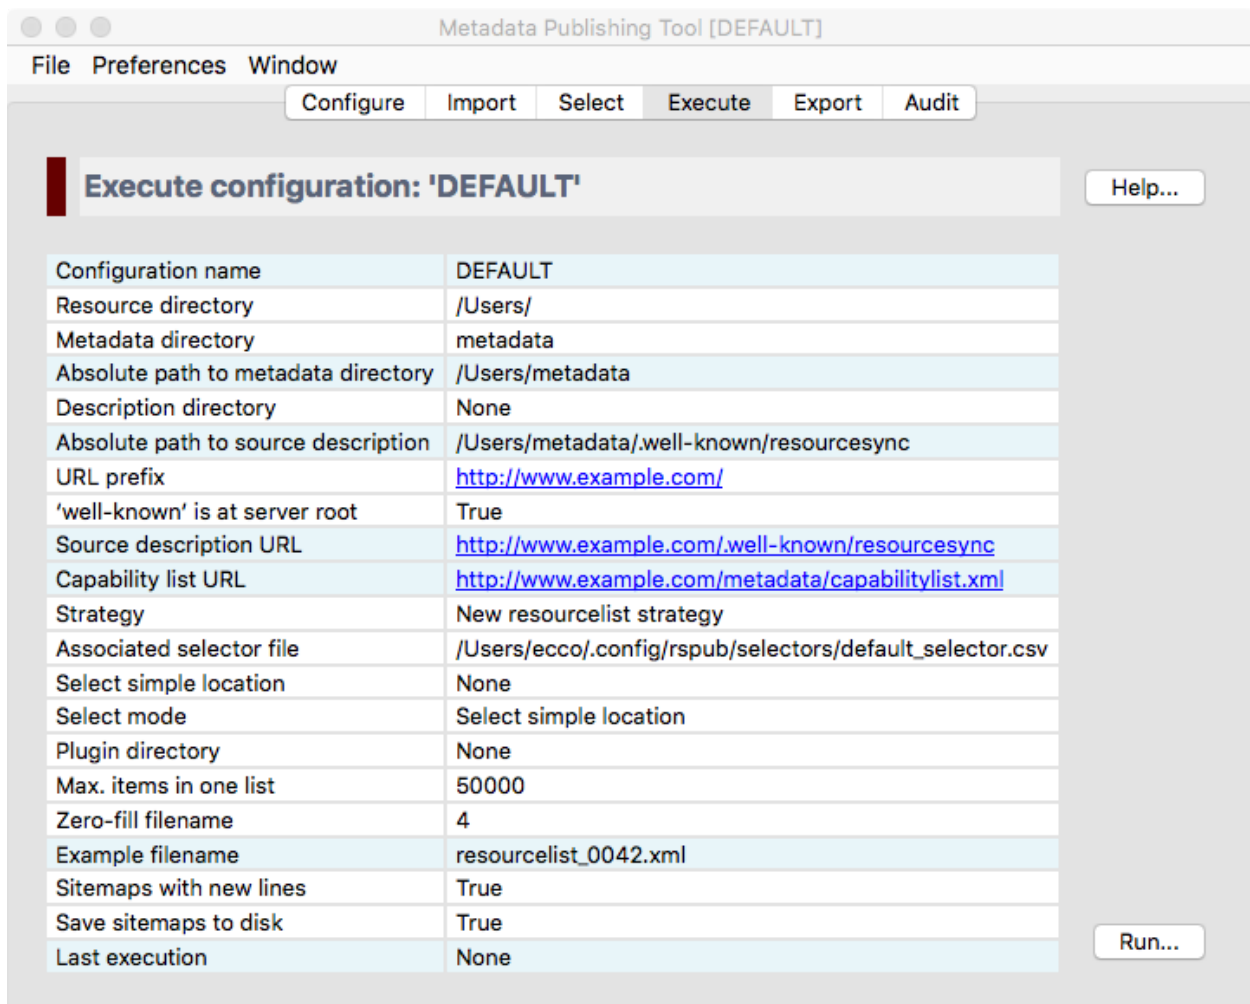 Metadata Publishing Tool [DEFAULT]
File Preferences Window
Configure Import Select Execute Export Audit
Execute configuration: 'DEFAULT'
Help...
Configuration name DEFAULT
Resource directory /Users/
Metadata directory metadata
Absolute path to metadata directory /Users/metadata
Description directory None
Absolute path to source description /Users/metadata/.well-known/resourcesync
URL prefix http://www.example.com/
‘well-known’ is at server root True
Source description URL http://www.example.com/.well-known/resourcesync
Capability list URL http://www.example.com/metadata/capabilitylist.xml
Strategy New resourcelist strategy
Associated selector file /Users/ecco/.config/rspub/selectors/default_selector.csv
Select simple location None
Select mode Select simple location
Plugin directory None
Max. items in one list 50000
Zero-fill filename 4
Example filename resourcelist_0042.xml
Sitemaps with new lines True
Save sitemaps to disk True
Last execution None
Run...